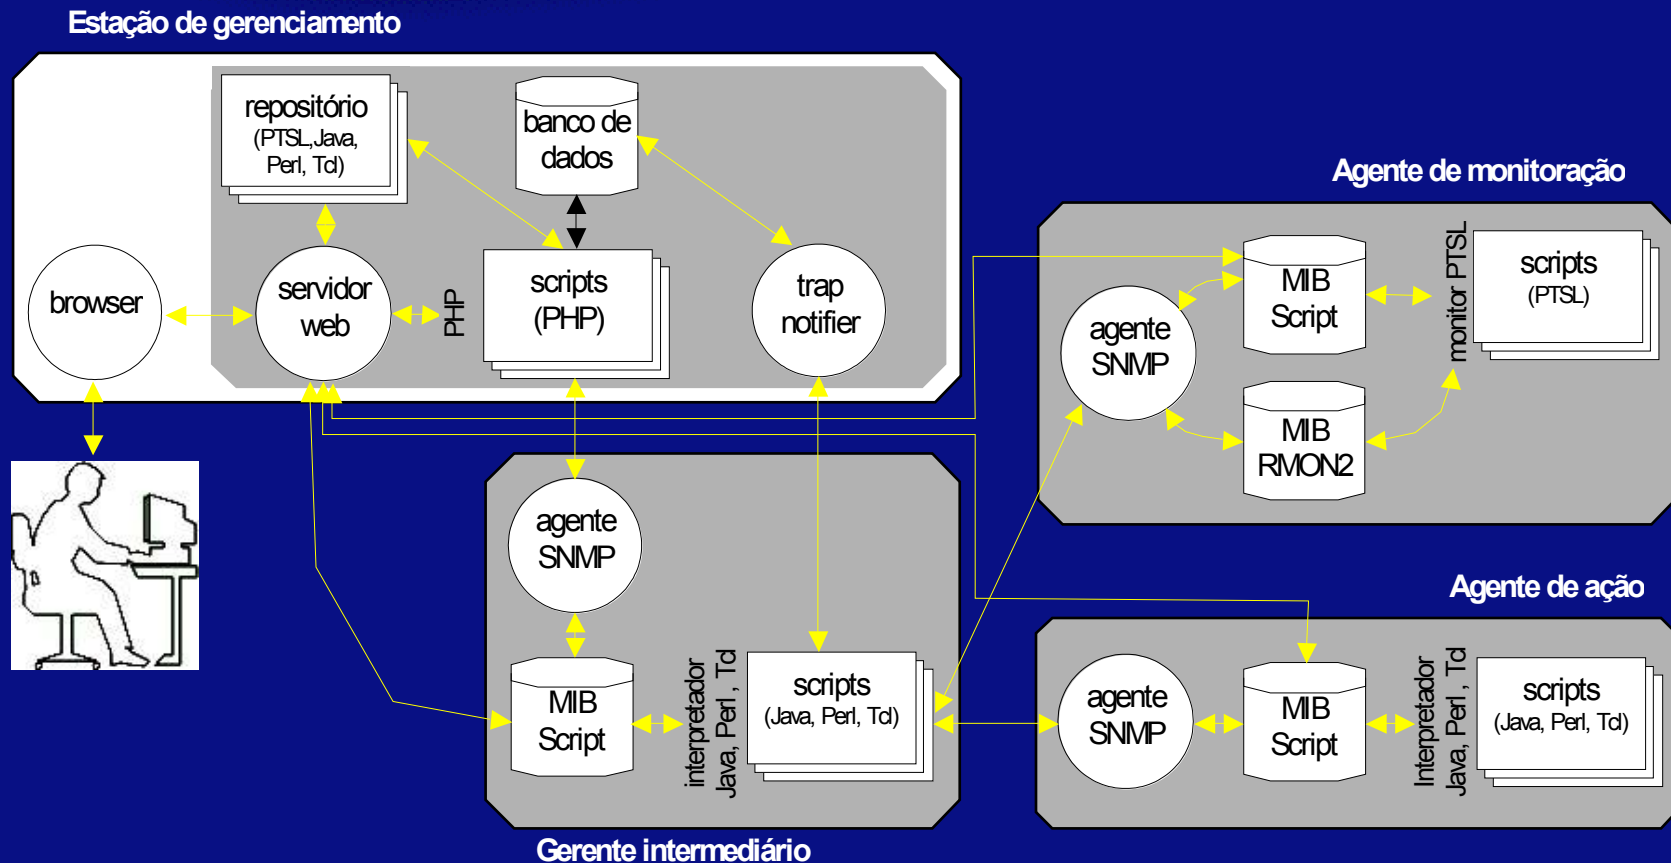 Estação de gerenciamento
repositório
(PTSL,Java,
Perl, Tcl)
banco de
dados
browser
servidor
web
PHP
scripts
(PHP)
trap
notifier
Agente de monitoração
agente
SNMP
MIB
Script
MIB
RMON2
monitor PTSL
scripts
(PTSL)
agente
SNMP
MIB
Script
interpretador
Java, Perl , Tcl
scripts
(Java, Perl, Tcl)
Gerente intermediário
Agente de ação
agente
SNMP
MIB
Script
Interpretador
Java, Perl , Tcl
scripts
(Java, Perl, Tcl)